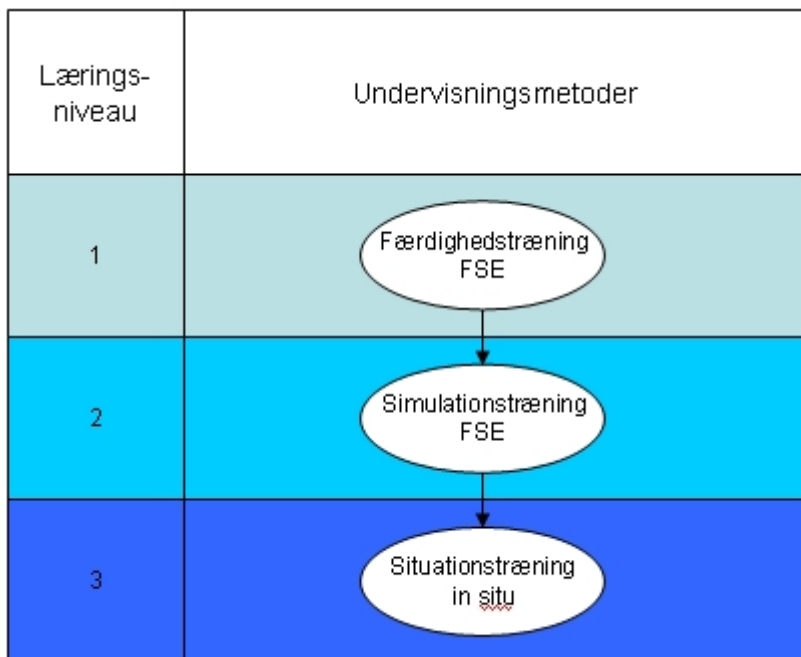 Lærings-
niveau
Undervisningsmetoder
1
Færdighedstræning
FSE
2
Simulationstræning
FSE
3
Situationstræning
in situ